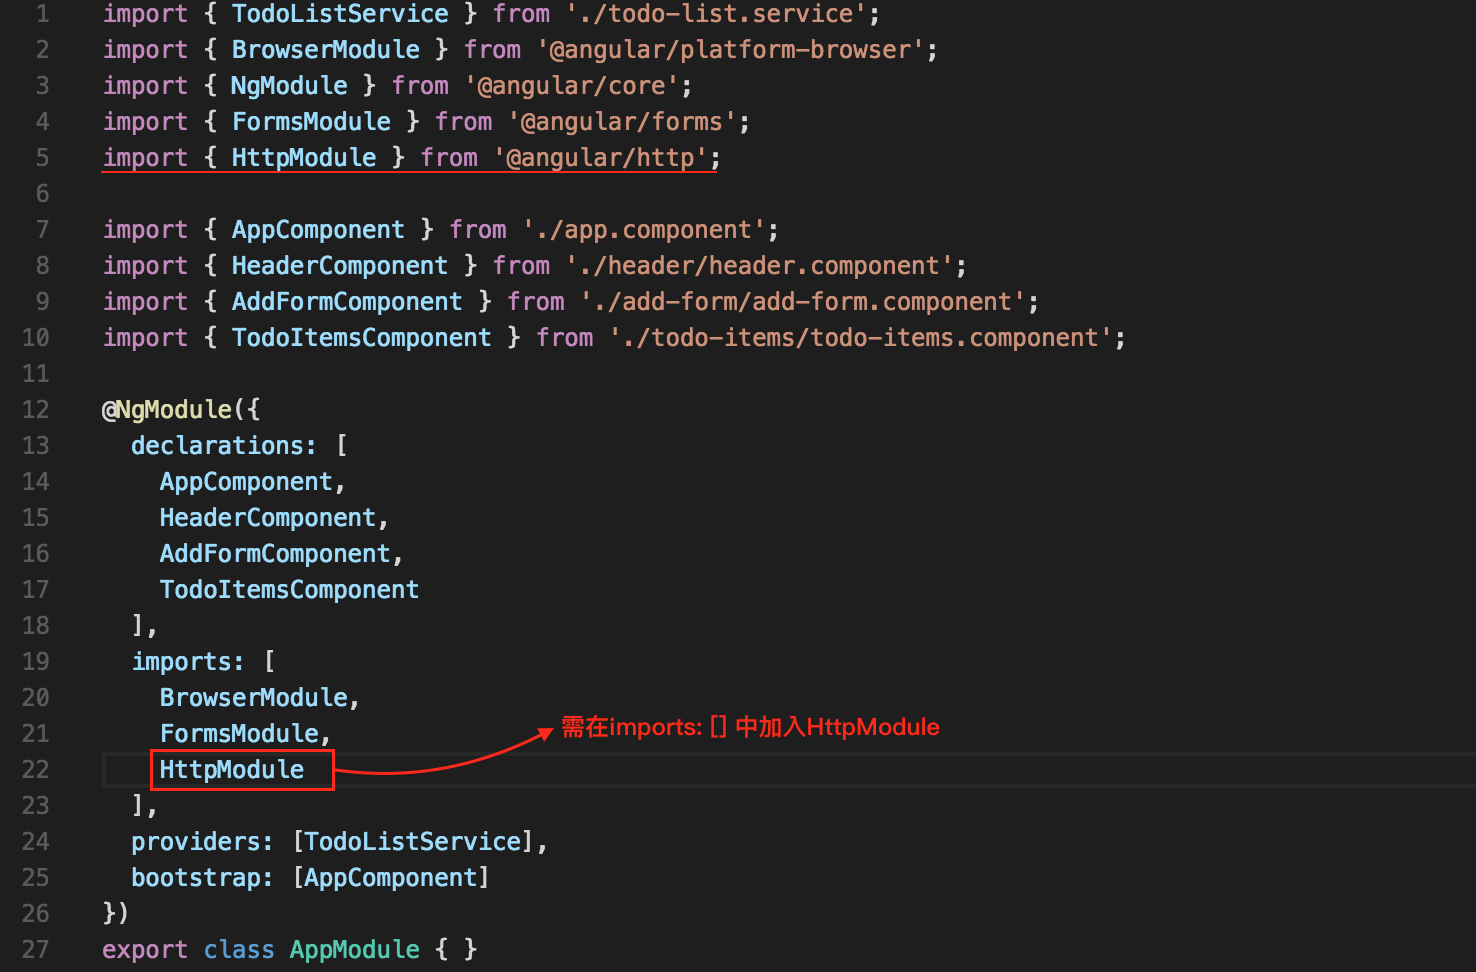 1 import { TodoListService } from './todo-list.service';
2 import { BrowserModule } from '@angular/platform-browser';
3 import { NgModule } from '@angular/core';
4 import { FormsModule } from '@angular/forms';
5 import { HttpModule } from '@angular/http';
6
7 import { AppComponent } from './app.component';
8 import { HeaderComponent } from './header/header.component';
9 import { AddFormComponent } from './add-form/add-form.component';
10 import { TodoItemsComponent } from './todo-items/todo-items.component';
11
12 @NgModule({
13   declarations: [
14     AppComponent,
15     HeaderComponent,
16     AddFormComponent,
17     TodoItemsComponent
18   ],
19   imports: [
20     BrowserModule,
21     FormsModule,
需在imports: [] 中加入HttpModule
22     HttpModule
23   ],
24   providers: [TodoListService],
25   bootstrap: [AppComponent]
26 })
27 export class AppModule { }